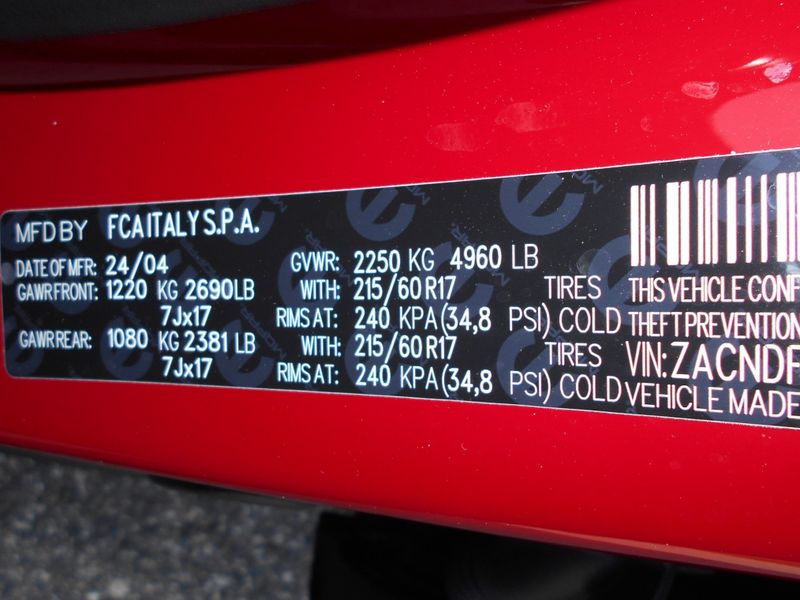 MFD BY FCA ITALY S.P.A.
DATE OF MFR: 24/04 GVWR: 2250 KG 4960 LB
GAWR FRONT: 1220 KG 2690 LB WITH: 215/60 R17 TIRES THIS VEHICLE CONF
7Jx17 RIMS AT: 240 KPA (34,8 PSI) COLD THEFT PREVENTION
GAWR REAR: 1080 KG 2381 LB WITH: 215/60 R17 TIRES VIN: ZACNDF
7Jx17 RIMS AT: 240 KPA (34,8 PSI) COLD VEHICLE MADE